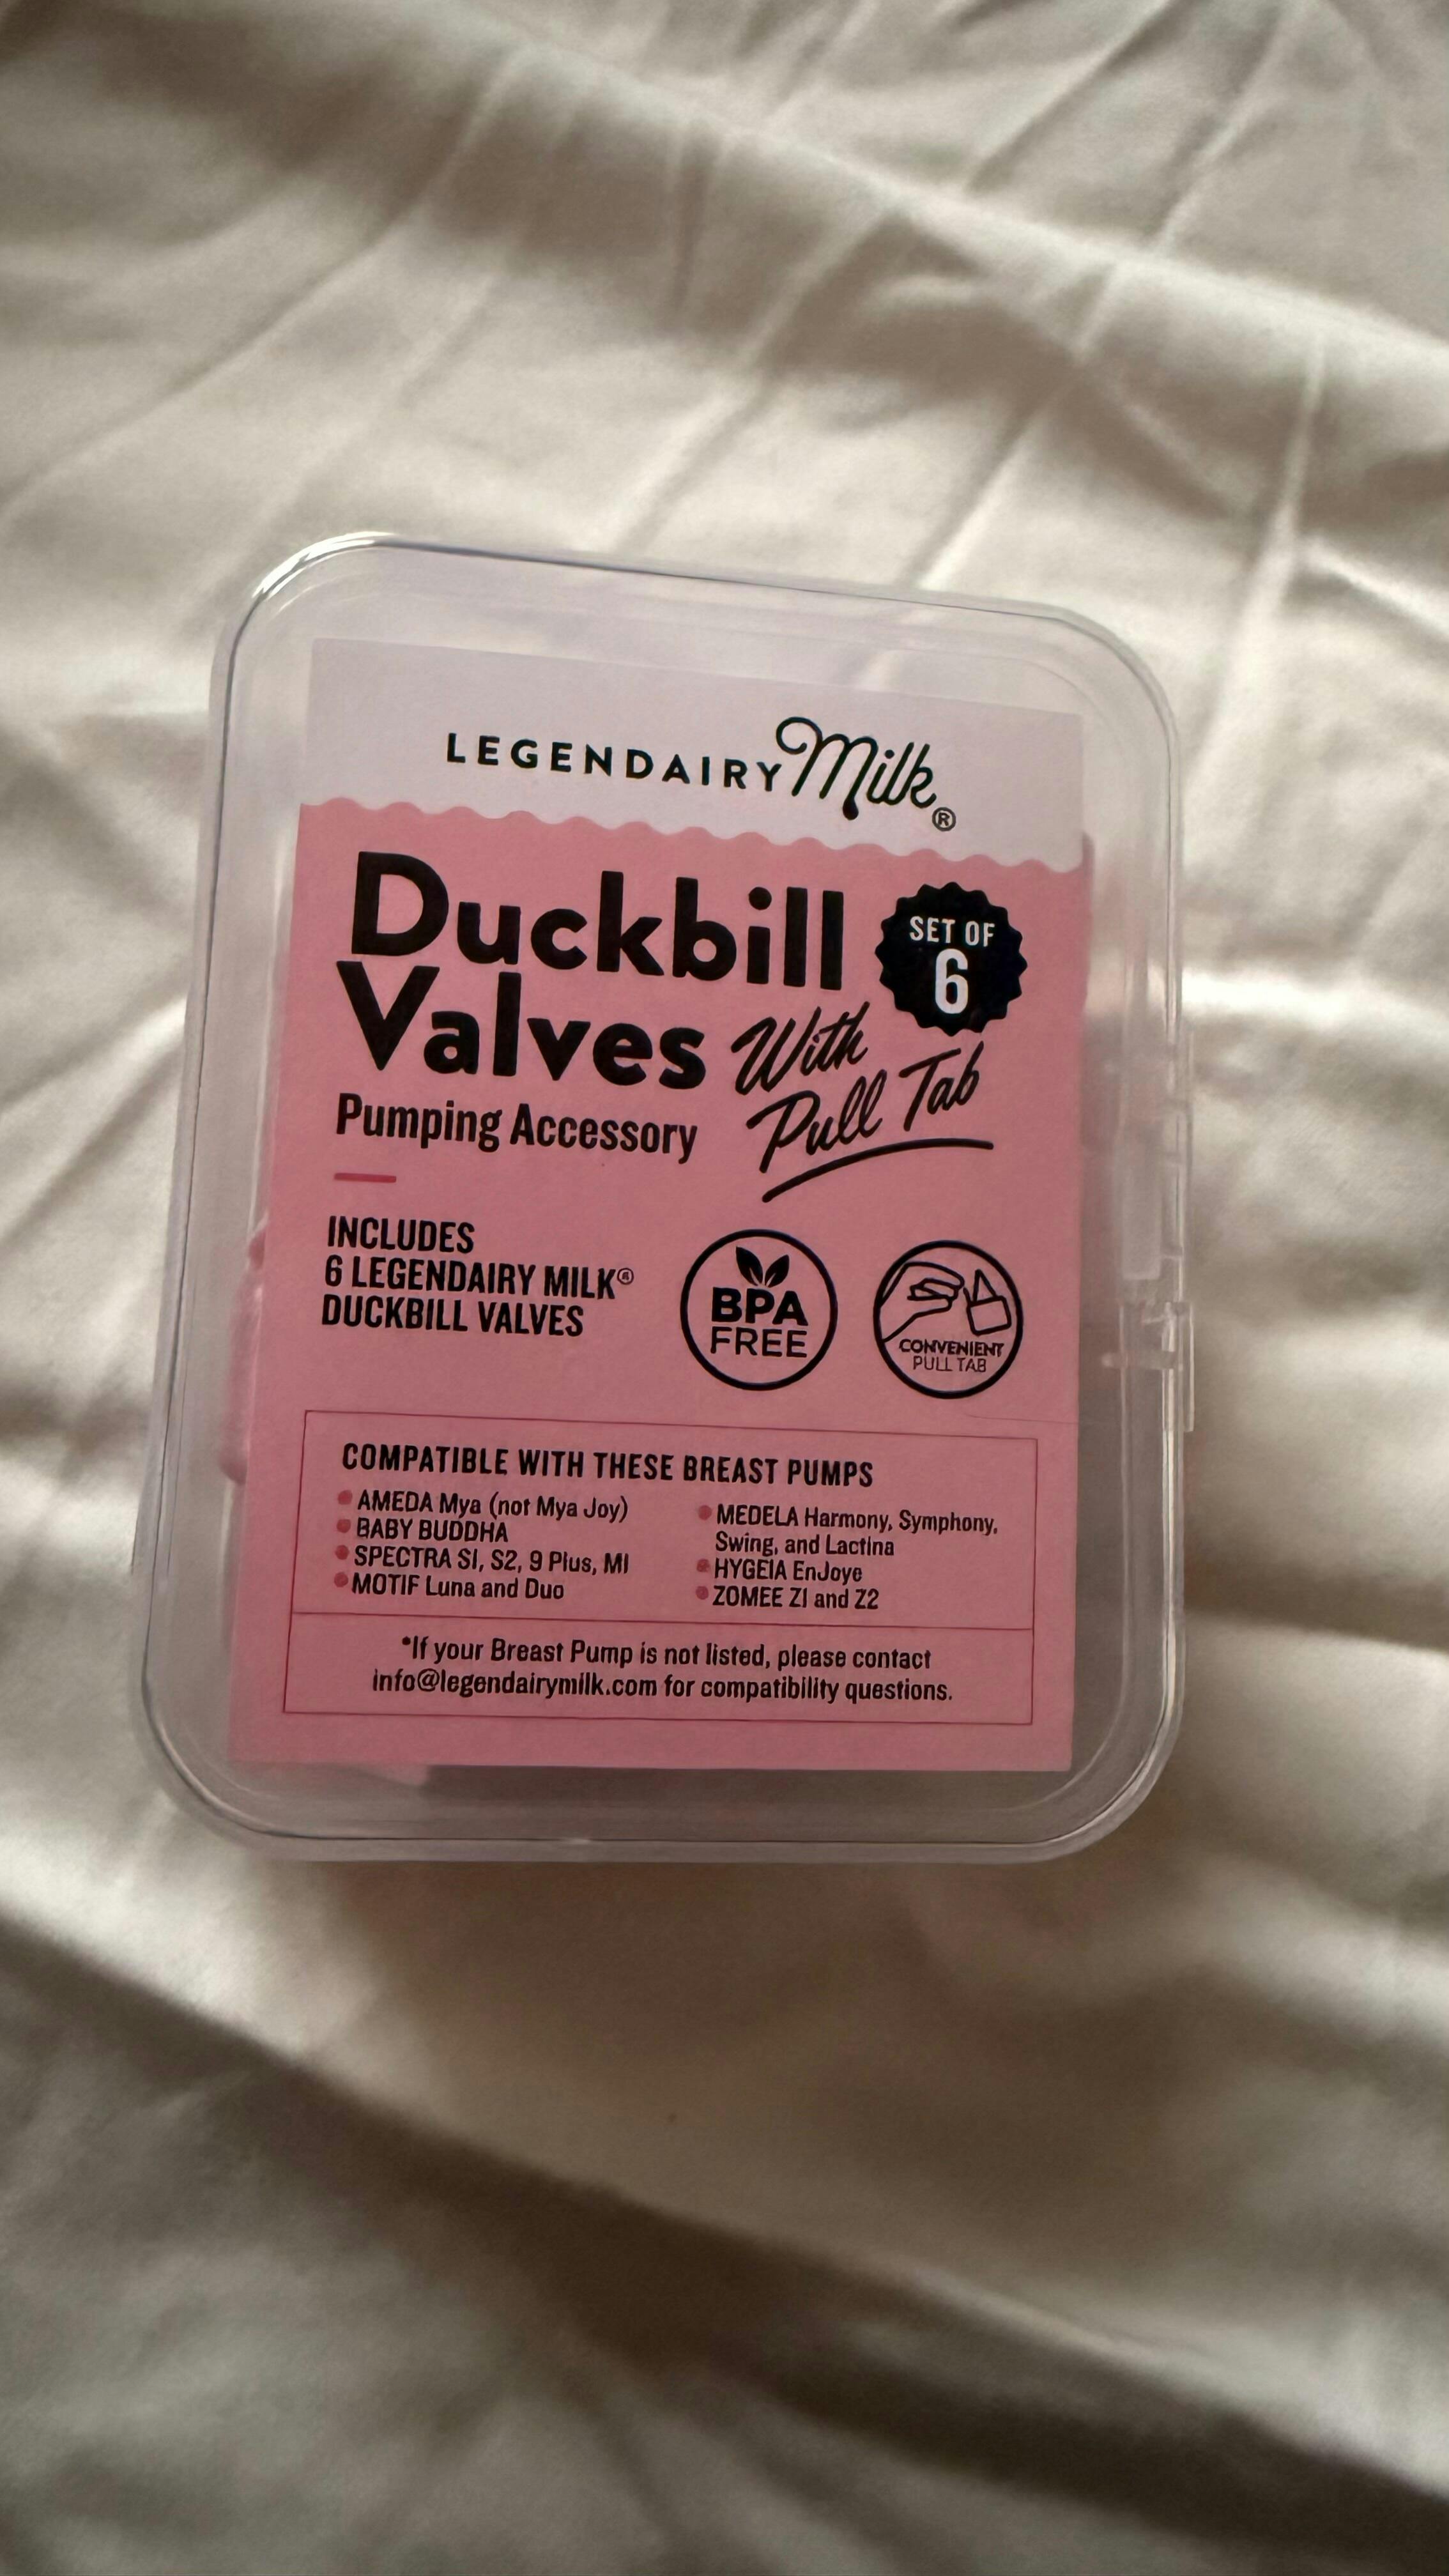 LEGENDAIRY Milk®
Duckbill
Valves
With
Pull Tab
SET OF
6
Pumping Accessory
INCLUDES
6 LEGENDAIRY MILK®
DUCKBILL VALVES
BPA
FREE
CONVENIENT
PULL TAB
COMPATIBLE WITH THESE BREAST PUMPS
• AMEDA Mya (not Mya Joy)
• BABY BUDDHA
• SPECTRA S1, S2, 9 Plus, M1
• MOTIF Luna and Duo
• MEDELA Harmony, Symphony,
Swing, and Lactina
• HYGEIA EnJoye
• ZOMEE Z1 and Z2
*If your Breast Pump is not listed, please contact
info@legendairymilk.com for compatibility questions.